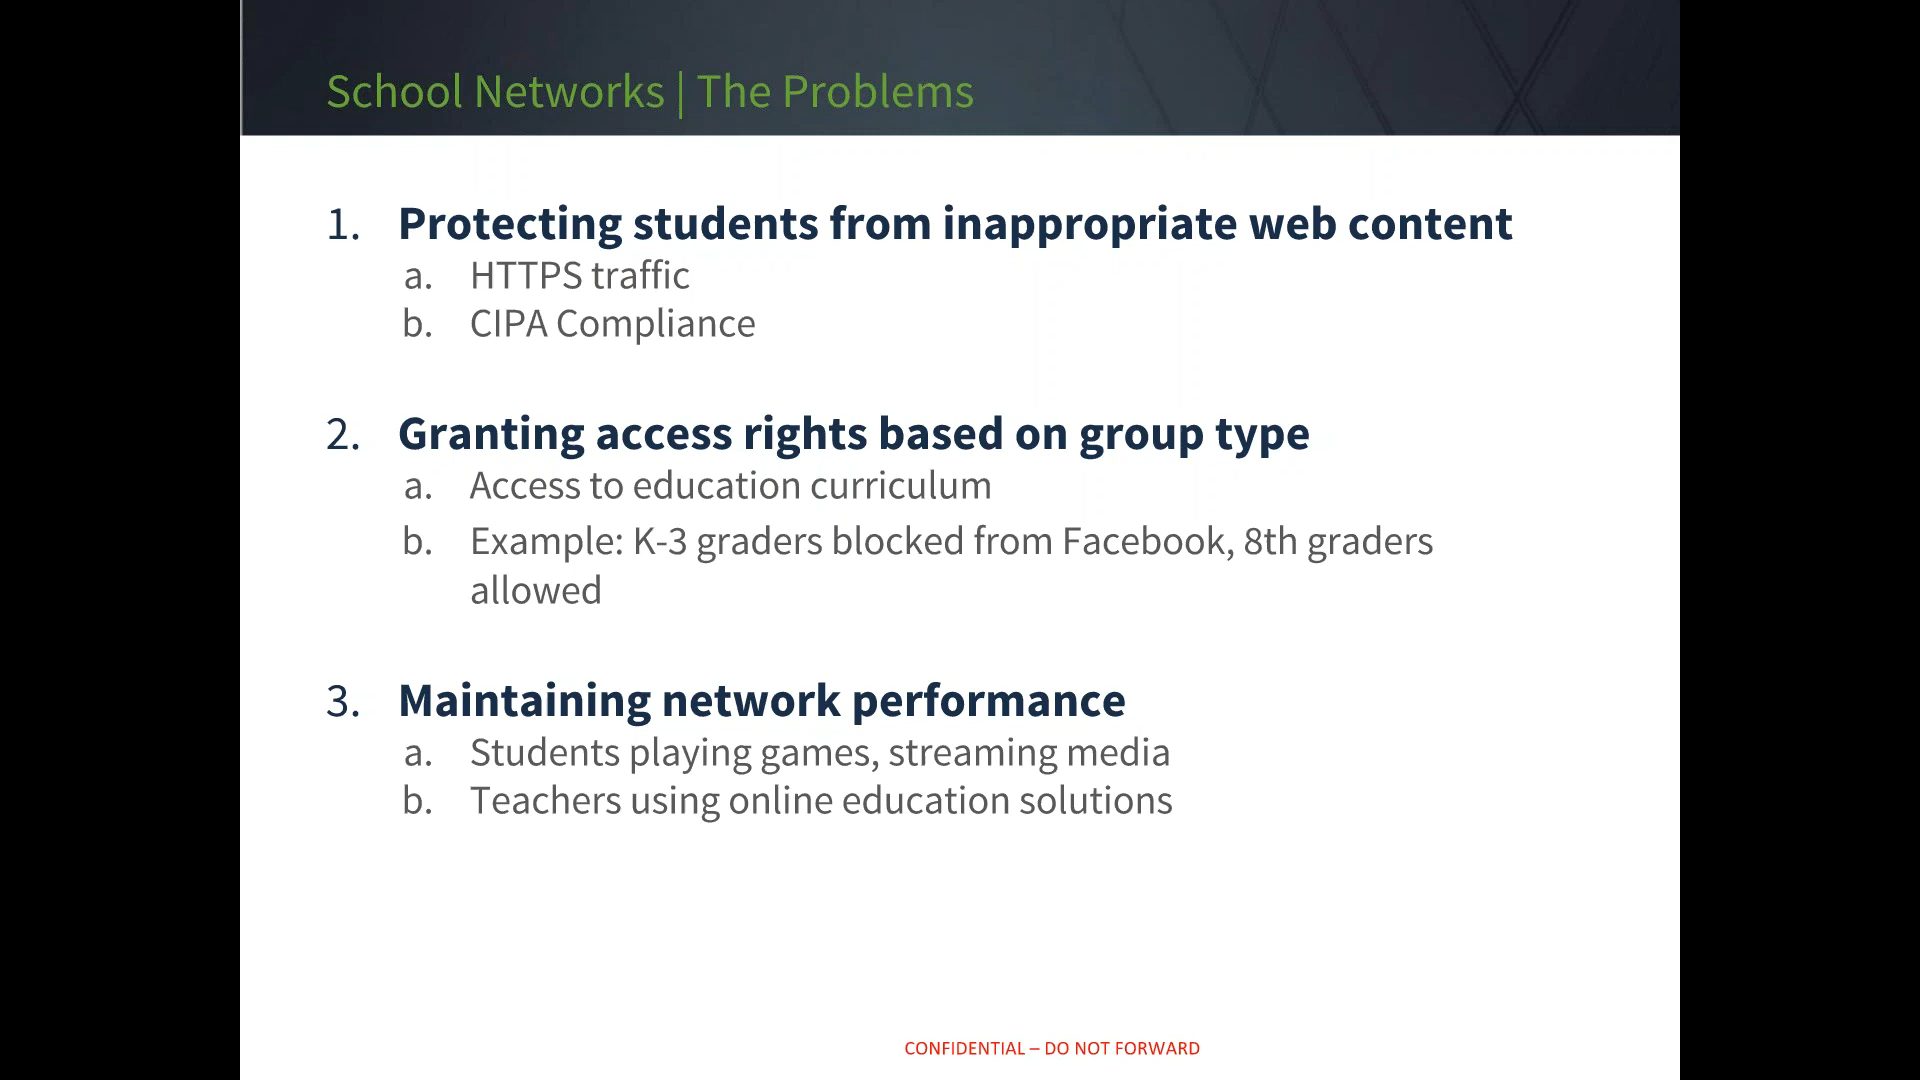 School Networks | The Problems
1. Protecting students from inappropriate web content
a. HTTPS traffic
b. CIPA Compliance
2. Granting access rights based on group type
a. Access to education curriculum
b. Example: K-3 graders blocked from Facebook, 8th graders
allowed
3. Maintaining network performance
a. Students playing games, streaming media
b. Teachers using online education solutions
CONFIDENTIAL – DO NOT FORWARD